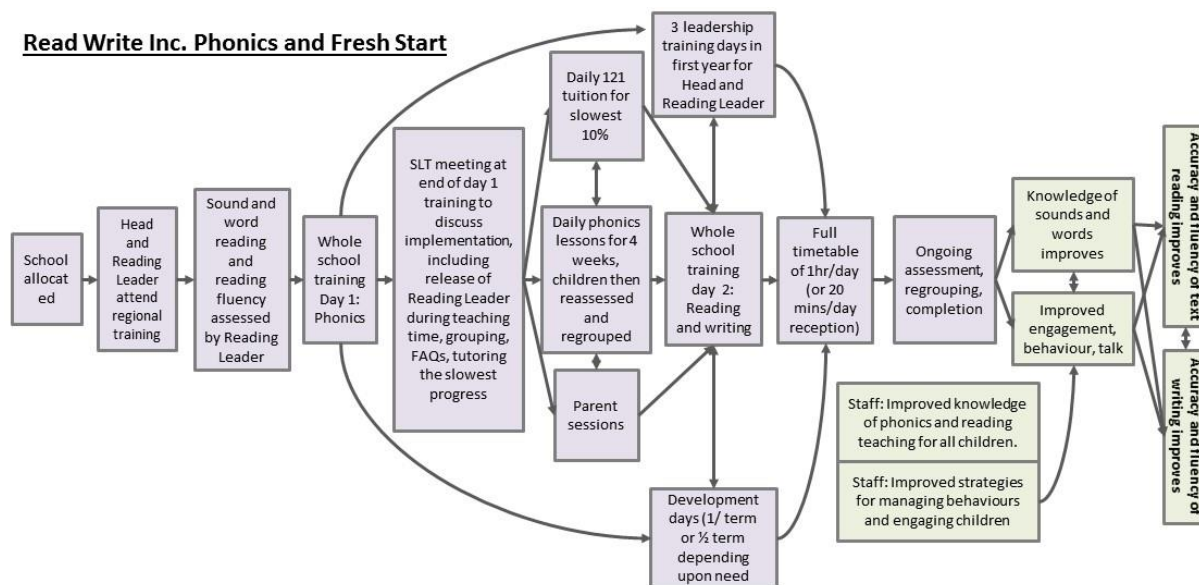 Read Write Inc. Phonics and Fresh Start
School
allocat
ed
Head
and
Reading
Leader
attend
regional
training
Sound and
word
reading
and
reading
fluency
assessed
by Reading
Leader
Whole
school
training
Day 1:
Phonics
SLT meeting at
end of day 1
training to
discuss
implementation,
including
release of
Reading Leader
during teaching
time, grouping,
FAQs, tutoring
the slowest
progress
Daily 121
tuition for
slowest
10%
Daily phonics
lessons for 4
weeks, children
then
reassessed
and
regrouped
Parent
sessions
3 leadership
training days in
first year for
Head and
Reading Leader
Whole
school
training
day 2:
Reading
and
writing
Development
days (1/ term
or ½ term
depending
upon need
Full
timetable
of 1hr/day
(or 20
mins/day
reception)
Ongoing
assessment,
regrouping,
completion
Knowledge of
sounds and
words
improves
Improved
engagement,
behaviour, talk
Staff: Improved knowledge
of phonics and reading
teaching for all children.
Staff: Improved strategies
for managing behaviours
and engaging children
Accuracy and fluency of text
reading improves
Accuracy and fluency of
writing improves